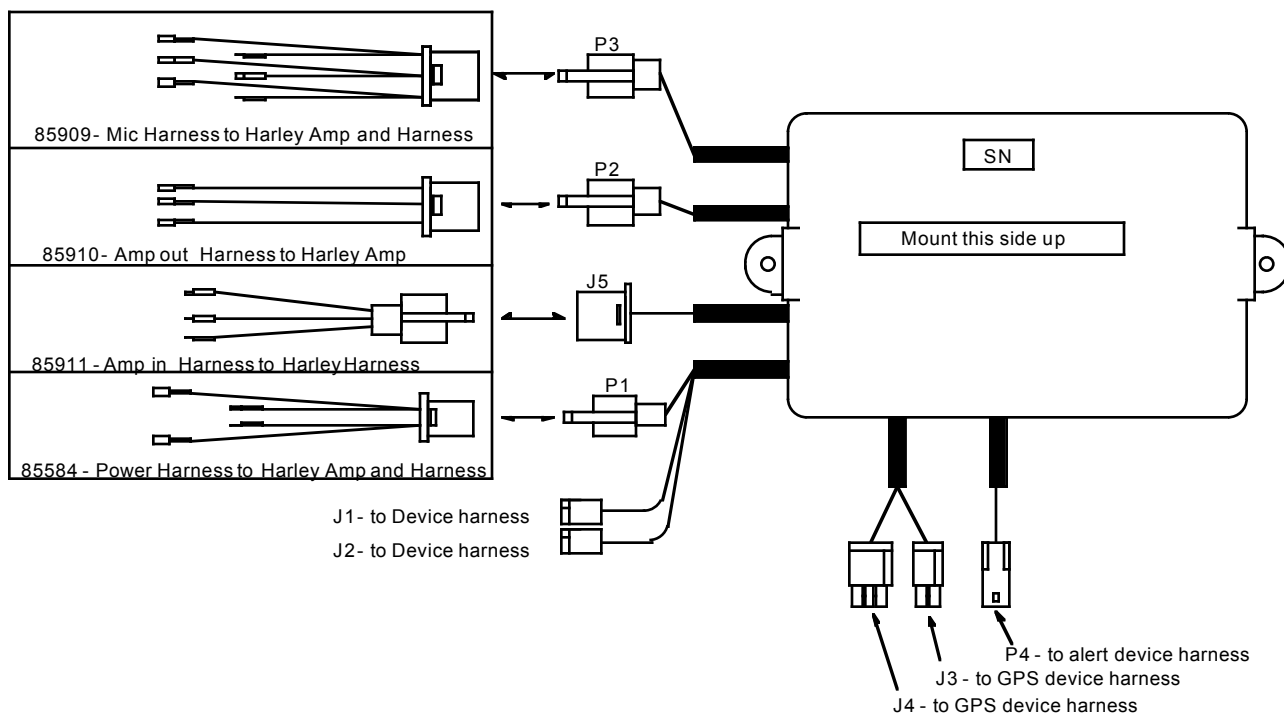 P3
85909- Mic Harness to Harley Amp and Harness
SN
P2
85910- Amp out Harness to Harley Amp
Mount this side up
J5
85911 - Amp in Harness to Harley Harness
P1
85584 - Power Harness to Harley Amp and Harness
J1- to Device harness
J2- to Device harness
P4 - to alert device harness
J3 - to GPS device harness
J4 - to GPS device harness